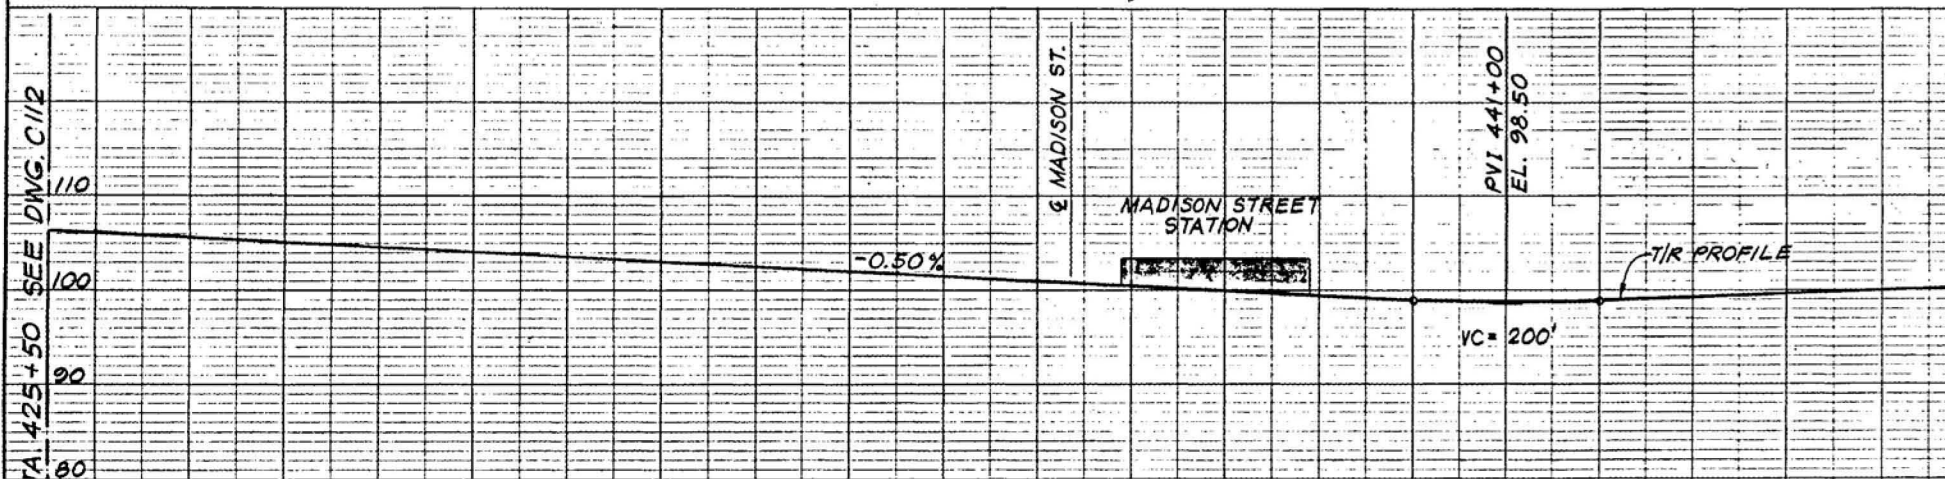 TA. 425+50 SEE DWG. C112
110
100
90
80
-0.50%
℄ MADISON ST.
MADISON STREET
STATION
PVI 441+00
EL. 98.50
VC= 200'
T/R PROFILE